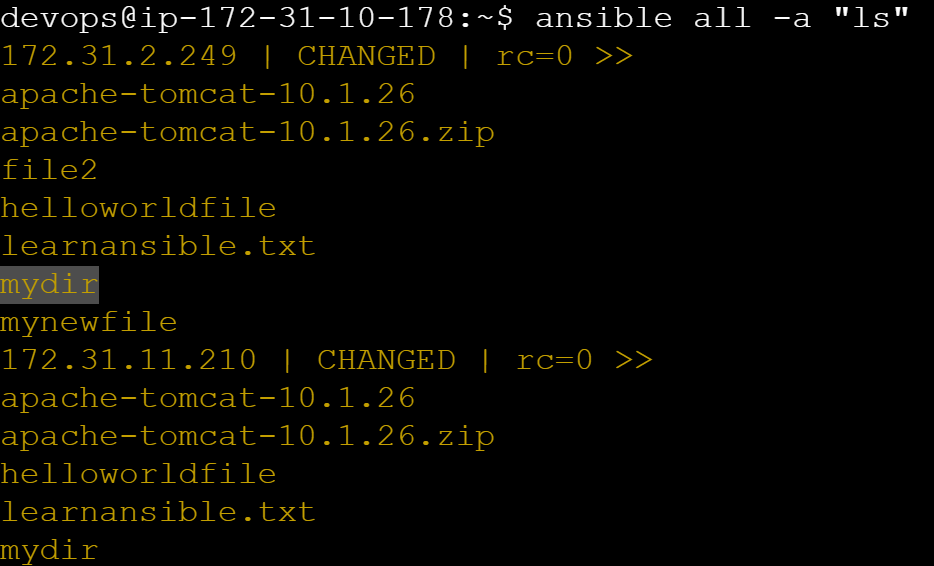 devops@ip-172-31-10-178:~$ ansible all -a "ls"
172.31.2.249 | CHANGED | rc=0 >>
apache-tomcat-10.1.26
apache-tomcat-10.1.26.zip
file2
helloworldfile
learnansible.txt
mydir
mynewfile
172.31.11.210 | CHANGED | rc=0 >>
apache-tomcat-10.1.26
apache-tomcat-10.1.26.zip
helloworldfile
learnansible.txt
mydir